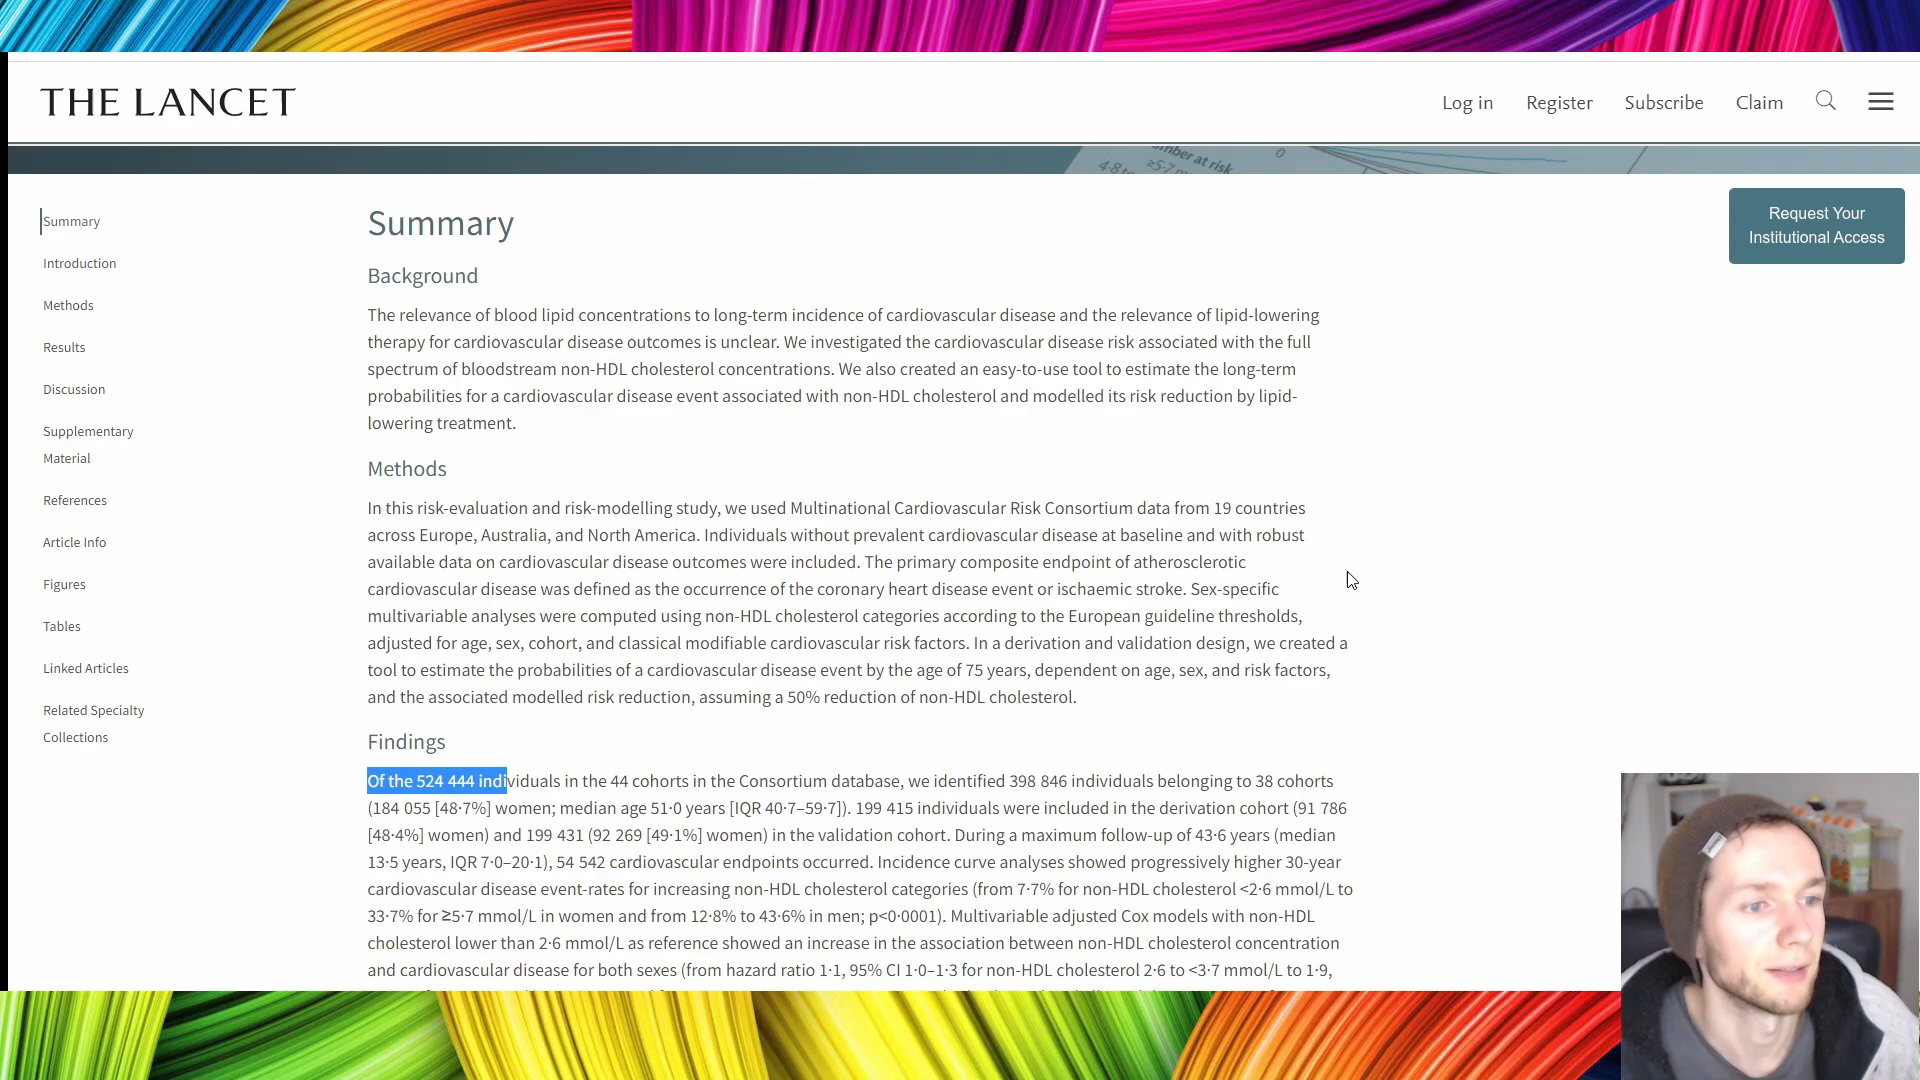 THE LANCET
Log in
Register
Subscribe
Claim
mber at risk
0
≥5·7 m
Request Your
Institutional Access
Summary
Introduction
Methods
Results
Discussion
Supplementary
Material
References
Article Info
Figures
Tables
Linked Articles
Related Specialty
Collections
Summary
Background
The relevance of blood lipid concentrations to long-term incidence of cardiovascular disease and the relevance of lipid-lowering
therapy for cardiovascular disease outcomes is unclear. We investigated the cardiovascular disease risk associated with the full
spectrum of bloodstream non-HDL cholesterol concentrations. We also created an easy-to-use tool to estimate the long-term
probabilities for a cardiovascular disease event associated with non-HDL cholesterol and modelled its risk reduction by lipid-
lowering treatment.
Methods
In this risk-evaluation and risk-modelling study, we used Multinational Cardiovascular Risk Consortium data from 19 countries
across Europe, Australia, and North America. Individuals without prevalent cardiovascular disease at baseline and with robust
available data on cardiovascular disease outcomes were included. The primary composite endpoint of atherosclerotic
cardiovascular disease was defined as the occurrence of the coronary heart disease event or ischaemic stroke. Sex-specific
multivariable analyses were computed using non-HDL cholesterol categories according to the European guideline thresholds,
adjusted for age, sex, cohort, and classical modifiable cardiovascular risk factors. In a derivation and validation design, we created a
tool to estimate the probabilities of a cardiovascular disease event by the age of 75 years, dependent on age, sex, and risk factors,
and the associated modelled risk reduction, assuming a 50% reduction of non-HDL cholesterol.
Findings
Of the 524 444 individuals in the 44 cohorts in the Consortium database, we identified 398 846 individuals belonging to 38 cohorts
(184 055 [48·7%] women; median age 51·0 years [IQR 40·7–59·7]). 199 415 individuals were included in the derivation cohort (91 786
[48·4%] women) and 199 431 (92 269 [49·1%] women) in the validation cohort. During a maximum follow-up of 43·6 years (median
13·5 years, IQR 7·0–20·1), 54 542 cardiovascular endpoints occurred. Incidence curve analyses showed progressively higher 30-year
cardiovascular disease event-rates for increasing non-HDL cholesterol categories (from 7·7% for non-HDL cholesterol <2·6 mmol/L to
33·7% for ≥5·7 mmol/L in women and from 12·8% to 43·6% in men; p<0·0001). Multivariable adjusted Cox models with non-HDL
cholesterol lower than 2·6 mmol/L as reference showed an increase in the association between non-HDL cholesterol concentration
and cardiovascular disease for both sexes (from hazard ratio 1·1, 95% CI 1·0–1·3 for non-HDL cholesterol 2·6 to <3·7 mmol/L to 1·9,